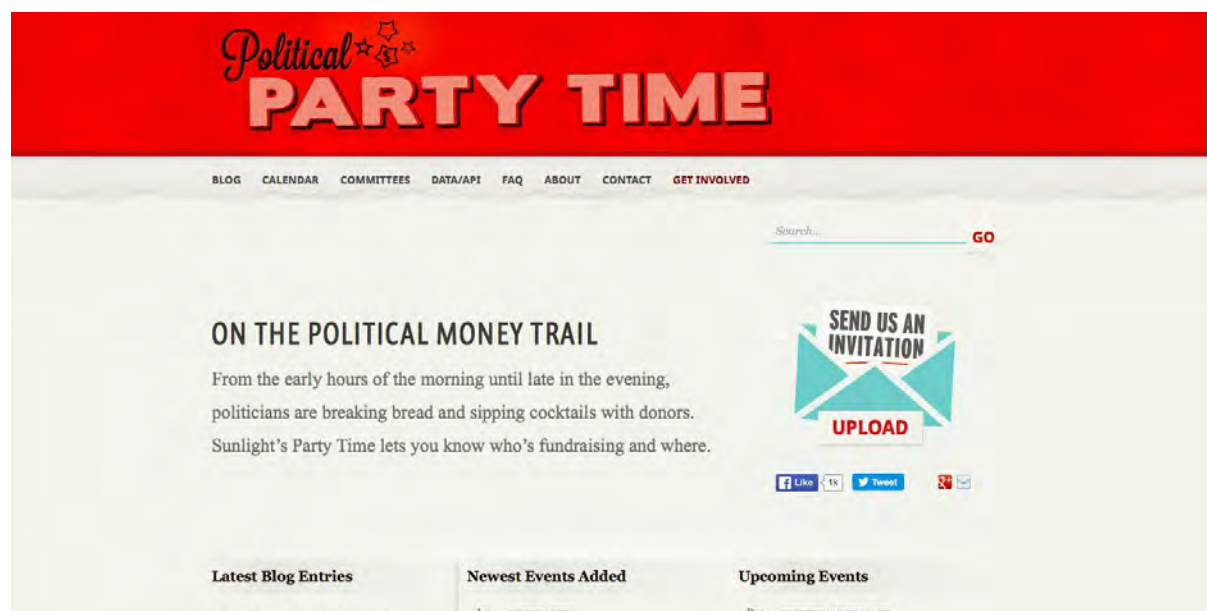 Political
$
PARTY TIME
BLOG CALENDAR COMMITTEES DATA/API FAQ ABOUT CONTACT GET INVOLVED
Search...
GO
SEND US AN
INVITATION
UPLOAD
ON THE POLITICAL MONEY TRAIL
From the early hours of the morning until late in the evening,
politicians are breaking bread and sipping cocktails with donors.
Sunlight's Party Time lets you know who's fundraising and where.
Like 1k Tweet g+
Latest Blog Entries
Newest Events Added
Upcoming Events